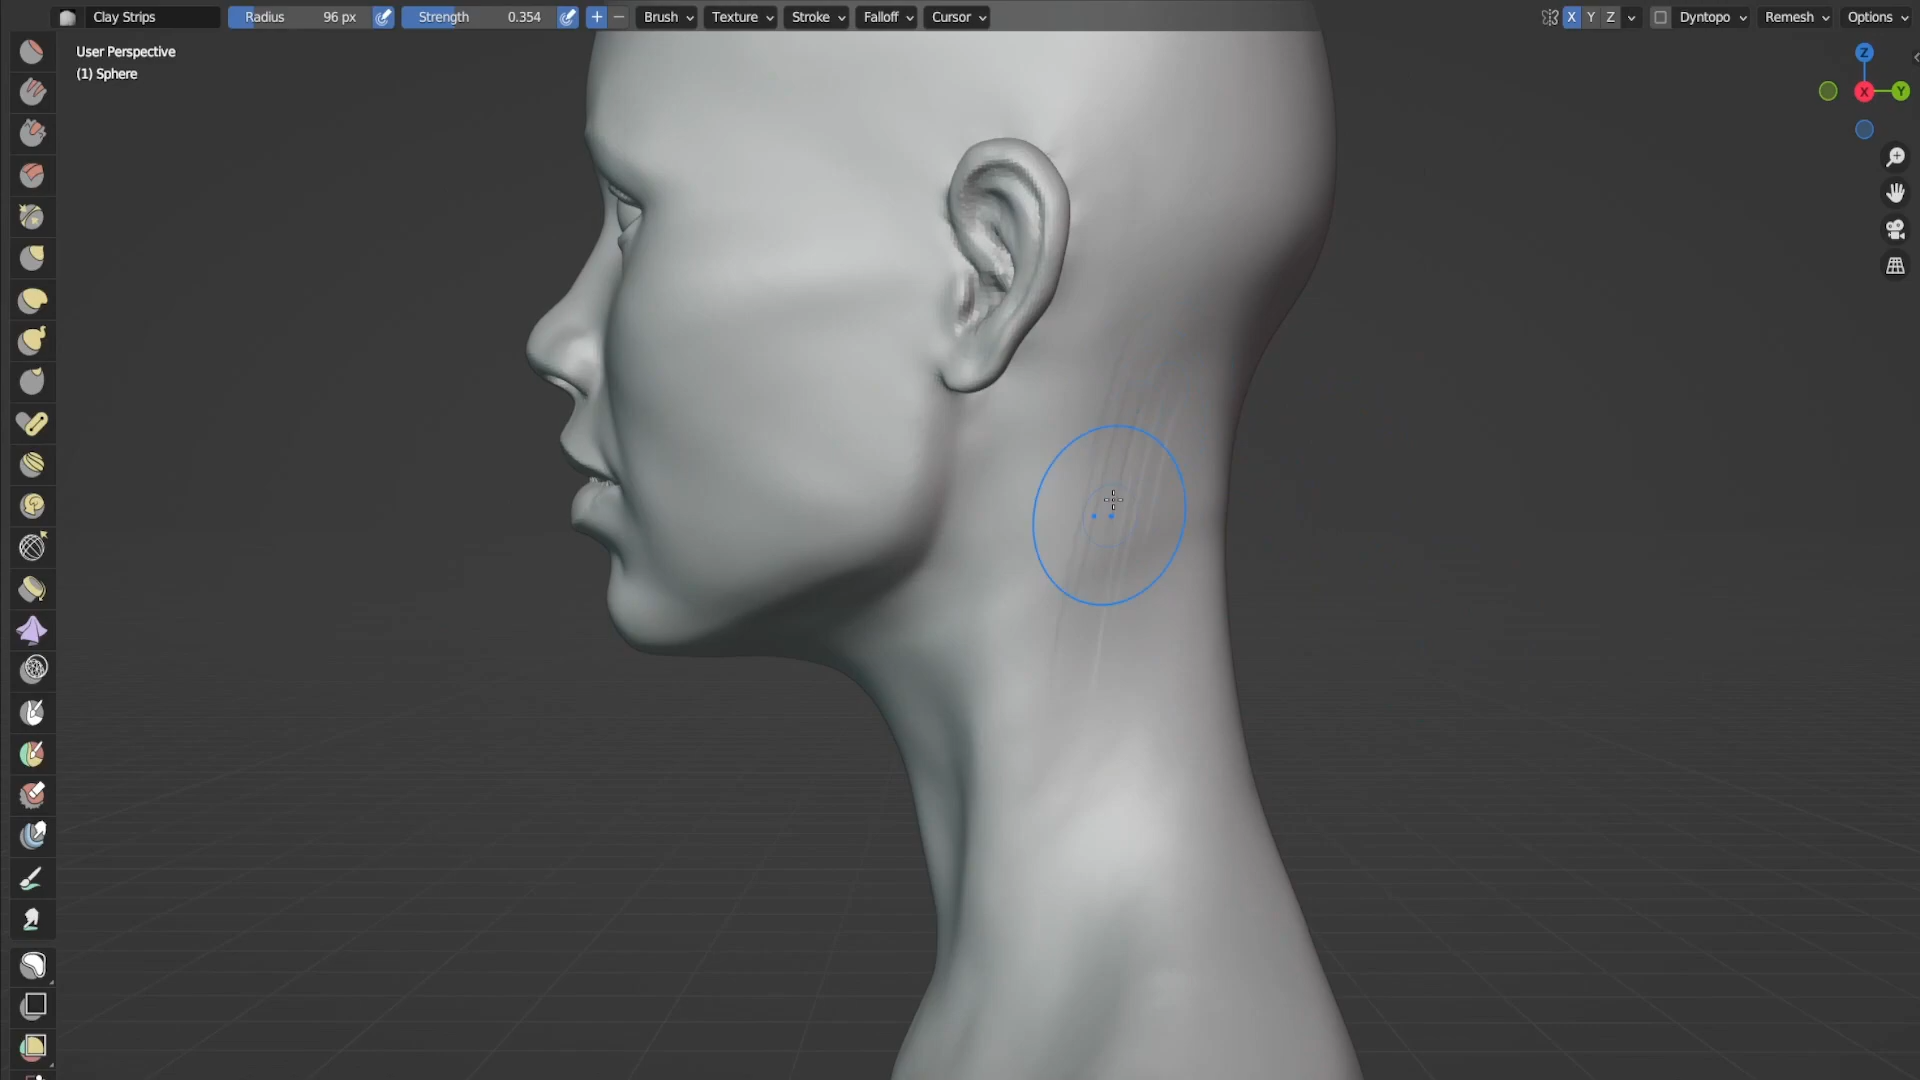 Clay Strips Radius 96 px Strength 0.354 Brush Texture Stroke Falloff Cursor X Y Z Dyntopo Remesh Options
User Perspective
(1) Sphere
Z
X Y